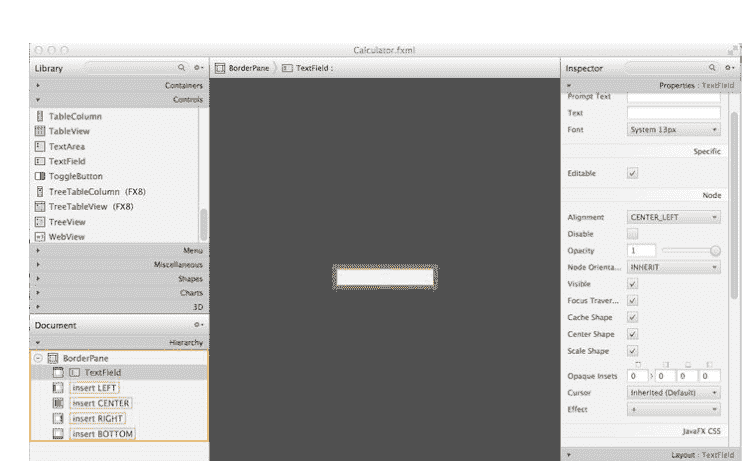 Calculator.fxml
Library
BorderPane
TextField :
Inspector
Containers
Controls
TableColumn
TableView
TextArea
TextField
ToggleButton
TreeTableColumn (FX8)
TreeTableView (FX8)
TreeView
WebView
Menu
Miscellaneous
Shapes
Charts
3D
Document
Hierarchy
BorderPane
TextField
insert LEFT
insert CENTER
insert RIGHT
insert BOTTOM
Properties : TextField
Prompt Text
Text
Font System 13px
Specific
Editable
Node
Alignment CENTER_LEFT
Disable
Opacity 1
Node Orienta... INHERIT
Visible
Focus Traver...
Cache Shape
Center Shape
Scale Shape
Opaque Insets 0 0 0 0
Cursor Inherited (Default)
Effect +
JavaFX CSS
Layout : TextField